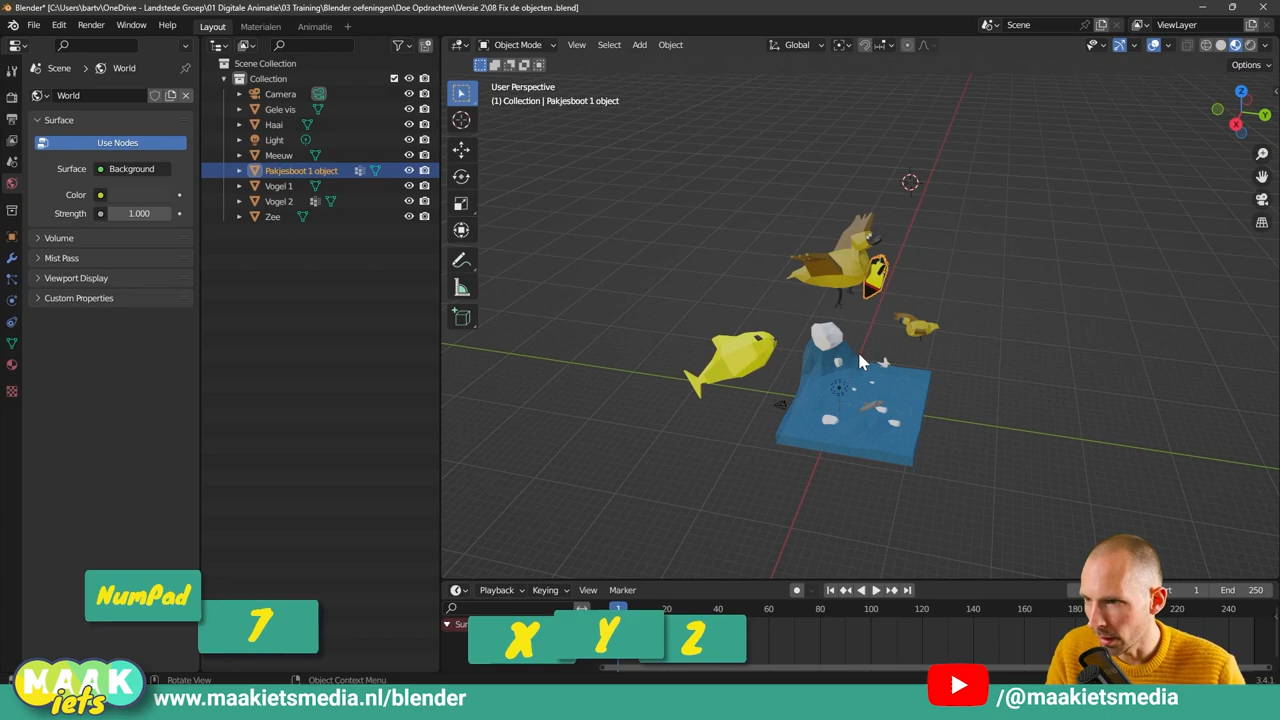 Blender* [C:\Users\bartv\OneDrive - Landstede Groep\01 Digitale Animatie\03 Training\Blender oefeningen\Doe Opdrachten\Versie 2\08 Fix de objecten .blend]
File Edit Render Window Help Layout Materialen Animatie Scene ViewLayer
Object Mode View Select Add Object Global
Options
Scene World
World
Surface
Use Nodes
Surface Background
Color
Strength 1.000
Volume
Mist Pass
Viewport Display
Custom Properties
Scene Collection
Collection
Camera
Gele vis
Haai
Light
Meeuw
Pakjesboot 1 object
Vogel 1
Vogel 2
Zee
User Perspective
(1) Collection | Pakjesboot 1 object
Z
Y
X
Playback Keying View Marker
1 End 250
1 20 40 60 80 100 120 140 160 180 220 240
NumPad
7
X Y Z
Rotate View Object Context Menu 3.4.1
MAAK
iets
www.maakietsmedia.nl/blender
/@maakietsmedia